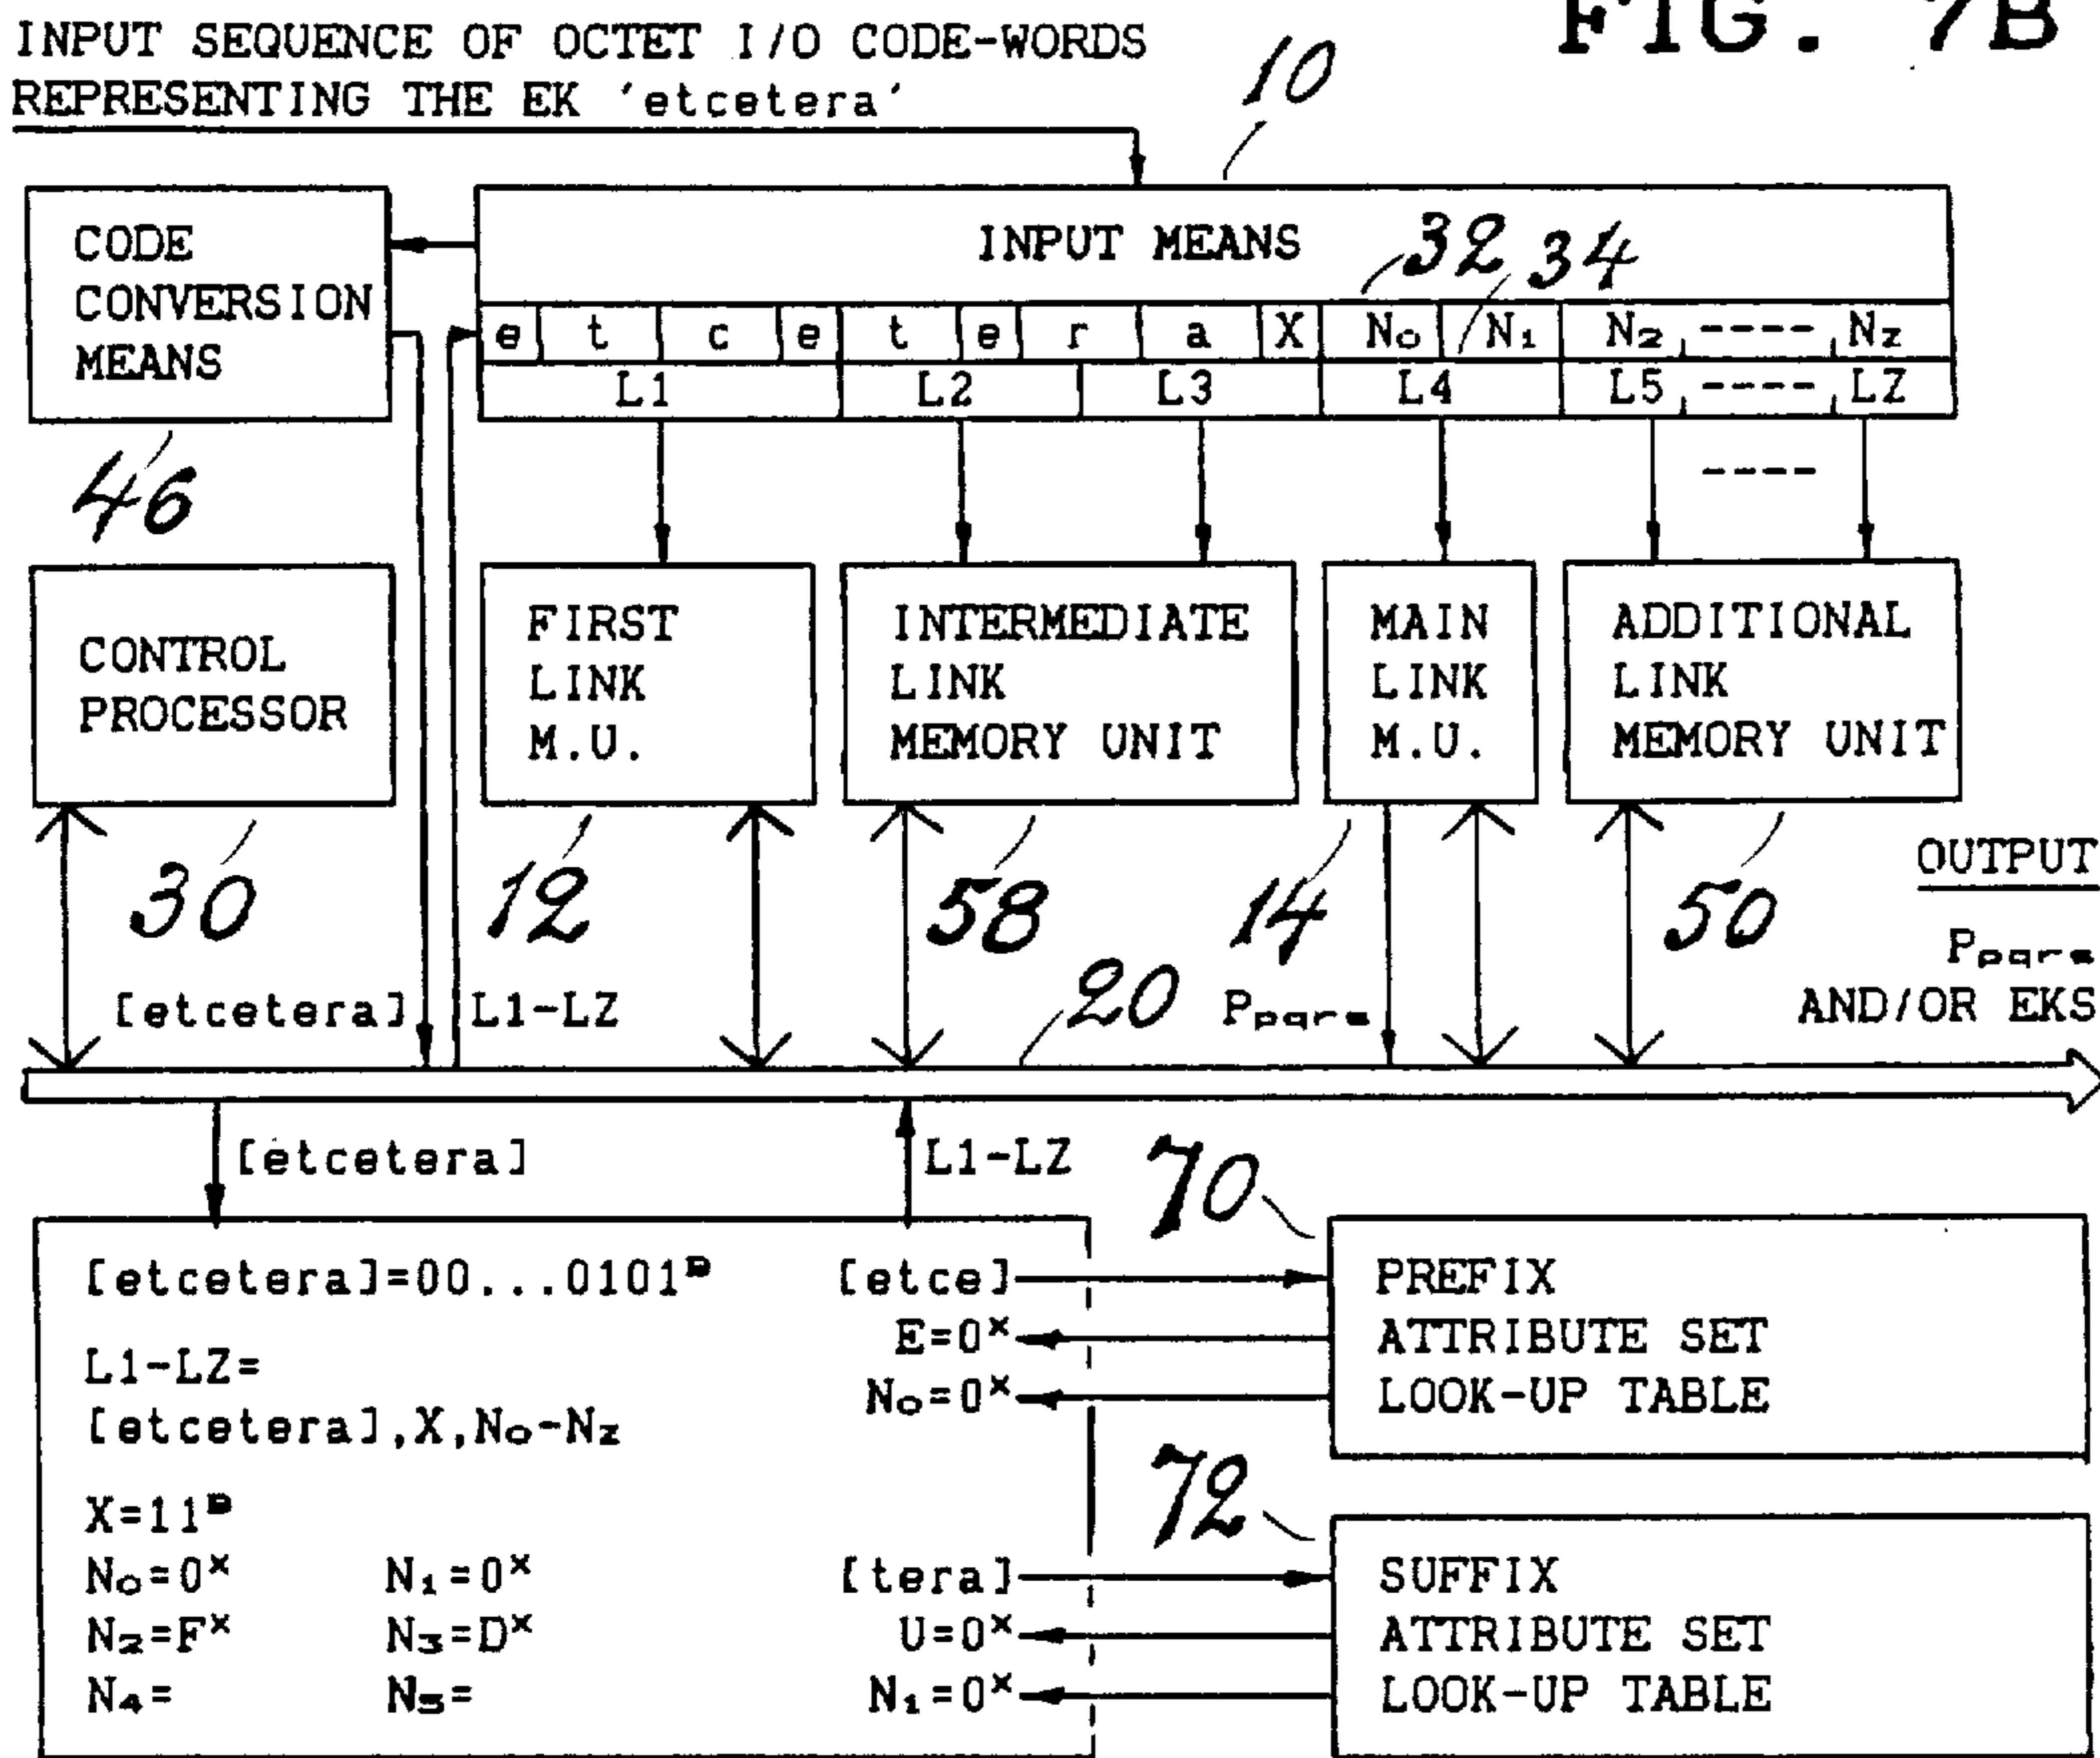 FIG. 7B
INPUT SEQUENCE OF OCTET I/O CODE-WORDS
REPRESENTING THE EK 'etcetera'
10
CODE
CONVERSION
MEANS
46
INPUT MEANS
32 34
e t c e t e r a X N₀ N₁ N₂ ---- Nz
L1 L2 L3 L4 L5 ---- LZ
----
CONTROL
PROCESSOR
30
FIRST
LINK
M.U.
12
INTERMEDIATE
LINK
MEMORY UNIT
58
MAIN
LINK
M.U.
14
ADDITIONAL
LINK
MEMORY UNIT
50
OUTPUT
Ppqrs
AND/OR EKS
[etcetera] L1-LZ
20
Ppqrs
[etcetera]
L1-LZ
[etcetera]=00...0101ᴮ
L1-LZ=
[etcetera],X,N₀-Nz
X=11ᴮ
N₀=0ˣ N₁=0ˣ
N₂=Fˣ N₃=Dˣ
N₄= N₅=
[etce]
E=0ˣ
N₀=0ˣ
[tera]
U=0ˣ
N₁=0ˣ
70
PREFIX
ATTRIBUTE SET
LOOK-UP TABLE
72
SUFFIX
ATTRIBUTE SET
LOOK-UP TABLE